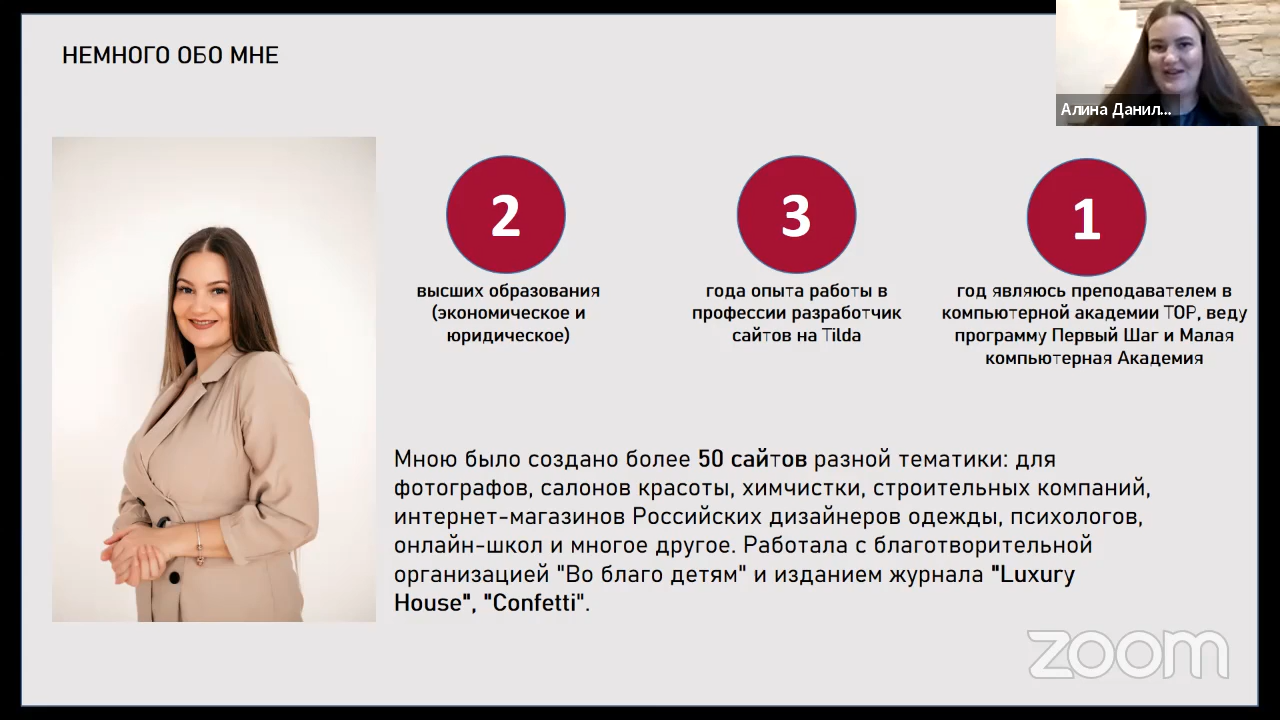 НЕМНОГО ОБО МНЕ
Алина Данил...
2
высших образования
(экономическое и
юридическое)
3
года опыта работы в
профессии разработчик
сайтов на Tilda
1
год являюсь преподавателем в
компьютерной академии TOP, веду
программу Первый Шаг и Малая
компьютерная Академия
Мною было создано более 50 сайтов разной тематики: для
фотографов, салонов красоты, химчистки, строительных компаний,
интернет-магазинов Российских дизайнеров одежды, психологов,
онлайн-школ и многое другое. Работала с благотворительной
организацией "Во благо детям" и изданием журнала "Luxury
House", "Confetti".
zoom